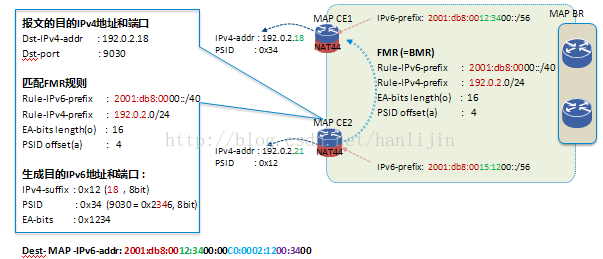 报文的目的IPv4地址和端口
Dst-IPv4-addr : 192.0.2.18
Dst-port : 9030
匹配FMR规则
Rule-IPv6-prefix : 2001:db8:0000::/40
Rule-IPv4-prefix : 192.0.2.0/24
EA-bits length(o) : 16
PSID offset(a) : 4
生成目的IPv6地址和端口：
IPv4-suffix : 0x12 (18 , 8bit)
PSID : 0x34 (9030 = 0x2346, 8bit)
EA-bits : 0x1234
Dest- MAP -IPv6-addr: 2001:db8:0012:3400:00:C0:0002:1200:3400
MAP CE1
IPv4-addr : 192.0.2.18
PSID : 0x34
NAT44
IPv6-prefix: 2001:db8:0012:3400::/56
MAP BR
FMR (=BMR)
Rule-IPv6-prefix : 2001:db8:0000::/40
Rule-IPv4-prefix : 192.0.2.0/24
EA-bits length(o) : 16
PSID offset(a) : 4
MAP CE2
IPv4-addr : 192.0.2.21
PSID : 0x12
NAT44
IPv6-prefix: 2001:db8:0015:1200::/56
http://blog.csdn.net/hanlijin